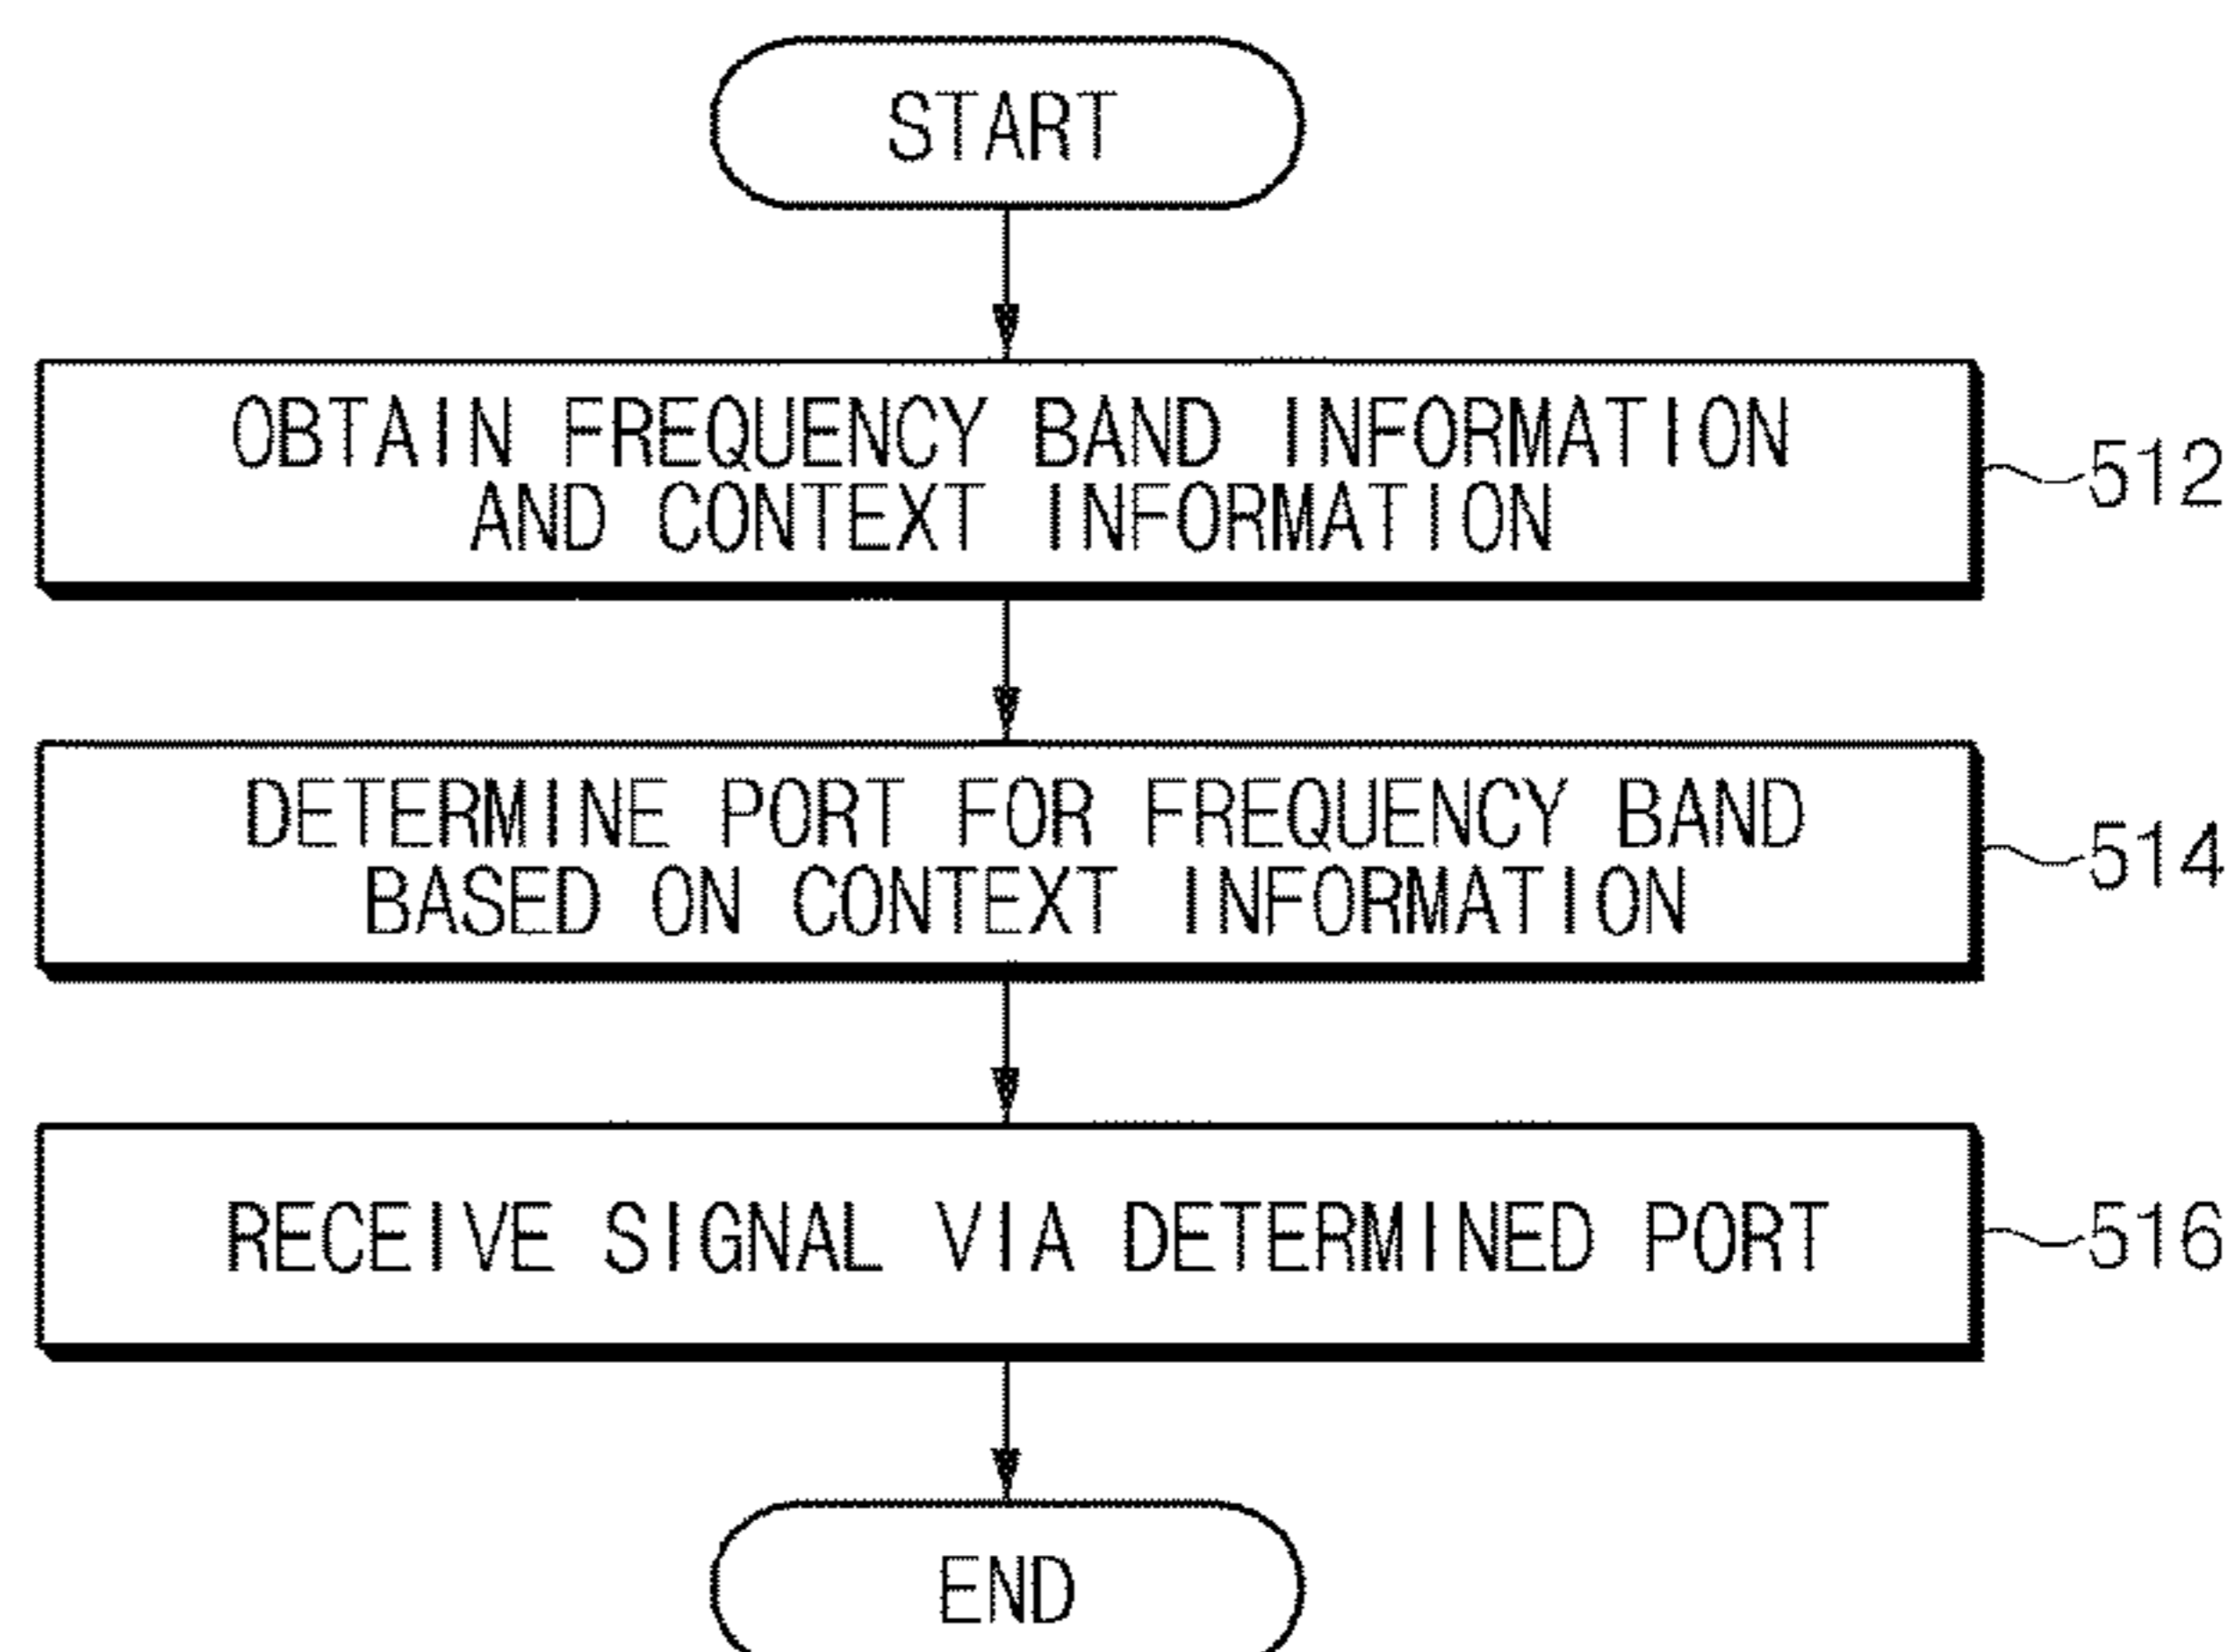 START
OBTAIN FREQUENCY BAND INFORMATION
AND CONTEXT INFORMATION
512
DETERMINE PORT FOR FREQUENCY BAND
BASED ON CONTEXT INFORMATION
514
RECEIVE SIGNAL VIA DETERMINED PORT
516
END